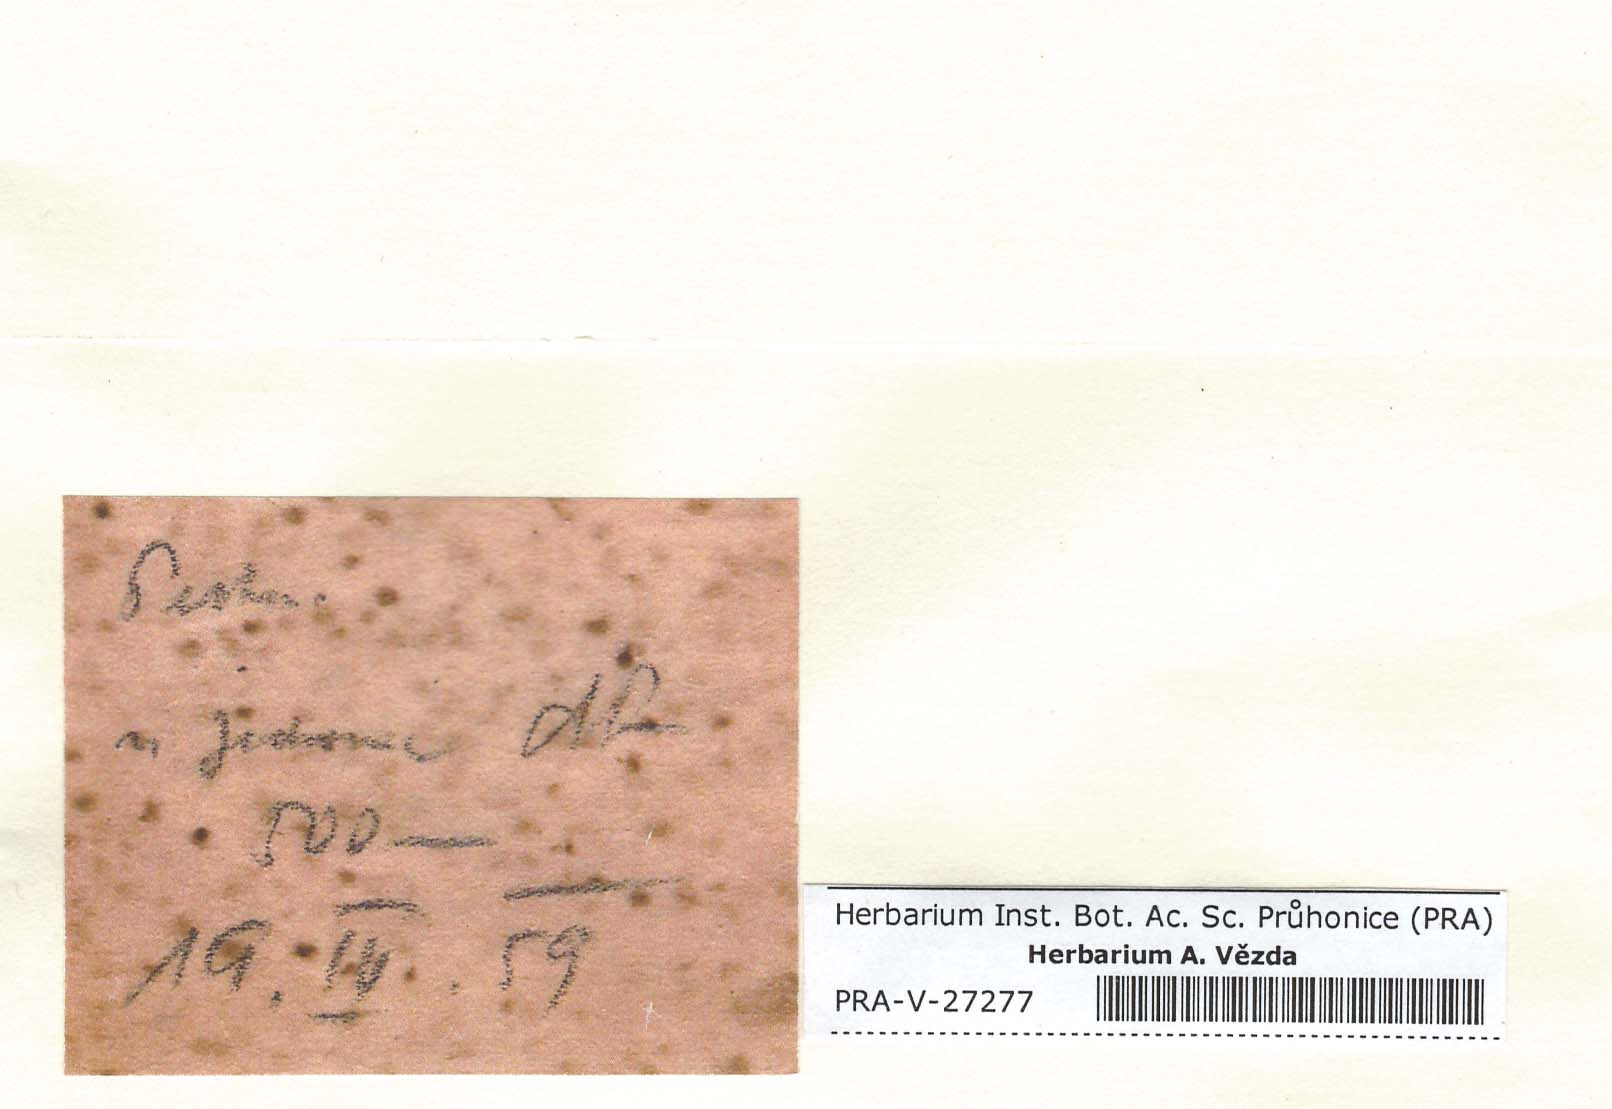 500 —
19. IV. 59
Herbarium Inst. Bot. Ac. Sc. Průhonice (PRA)
Herbarium A. Vězda
PRA-V-27277